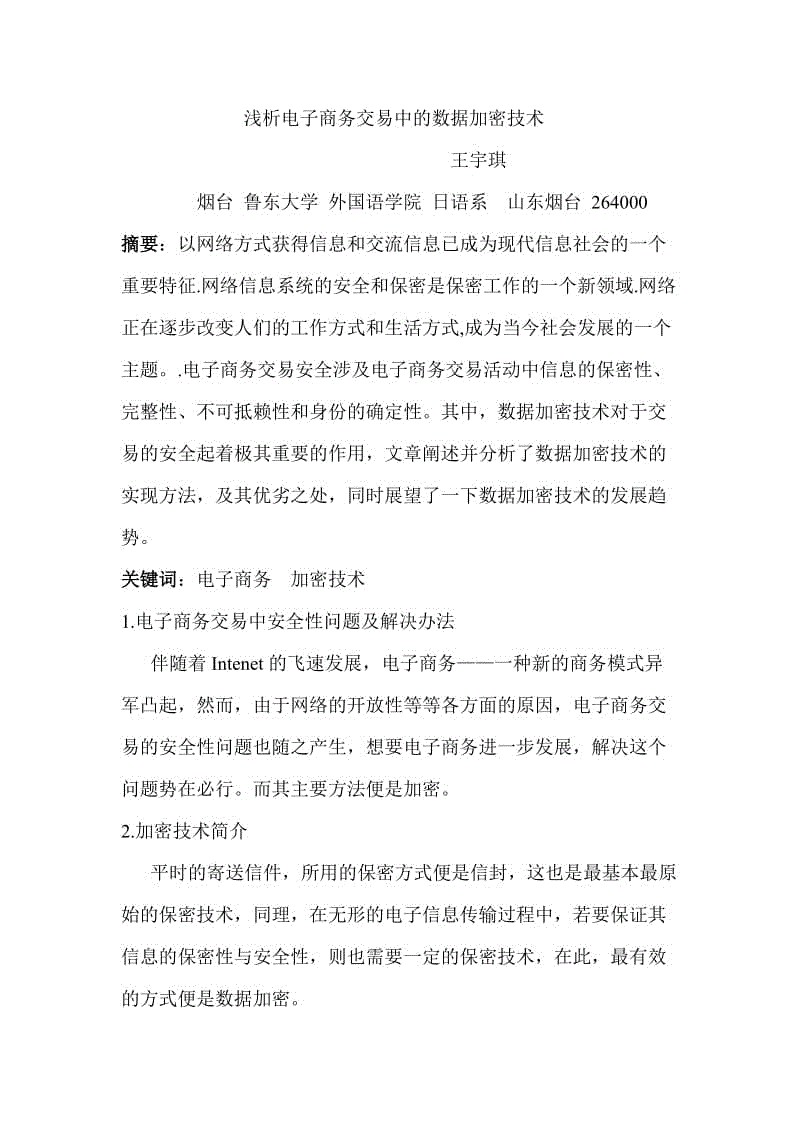 浅析电子商务交易中的数据加密技术
王宇琪
烟台 鲁东大学 外国语学院 日语系 山东烟台 264000
摘要：以网络方式获得信息和交流信息已成为现代信息社会的一个
重要特征.网络信息系统的安全和保密是保密工作的一个新领域.网络
正在逐步改变人们的工作方式和生活方式,成为当今社会发展的一个
主题。.电子商务交易安全涉及电子商务交易活动中信息的保密性、
完整性、不可抵赖性和身份的确定性。其中，数据加密技术对于交
易的安全起着极其重要的作用，文章阐述并分析了数据加密技术的
实现方法，及其优劣之处，同时展望了一下数据加密技术的发展趋
势。
关键词：电子商务 加密技术
1.电子商务交易中安全性问题及解决办法
伴随着 Intenet 的飞速发展，电子商务——一种新的商务模式异
军凸起，然而，由于网络的开放性等等各方面的原因，电子商务交
易的安全性问题也随之产生，想要电子商务进一步发展，解决这个
问题势在必行。而其主要方法便是加密。
2.加密技术简介
平时的寄送信件，所用的保密方式便是信封，这也是最基本最原
始的保密技术，同理，在无形的电子信息传输过程中，若要保证其
信息的保密性与安全性，则也需要一定的保密技术，在此，最有效
的方式便是数据加密。